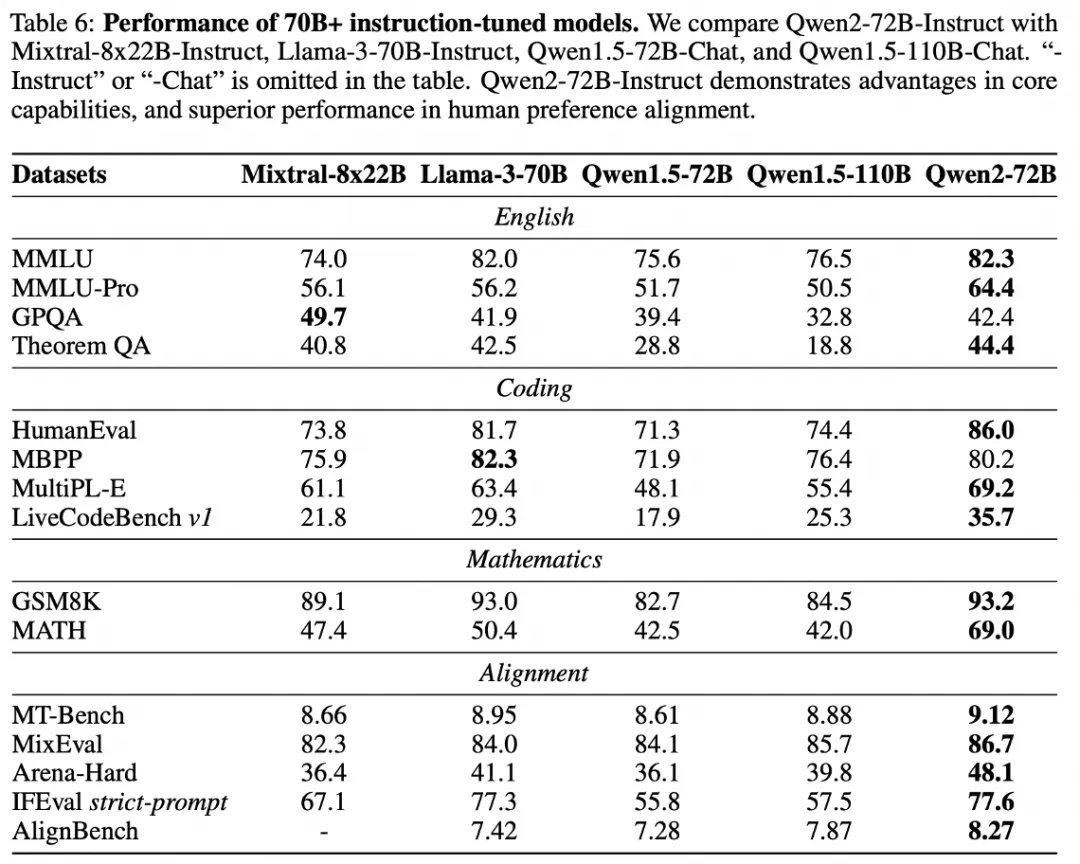 Table 6: Performance of 70B+ instruction-tuned models. We compare Qwen2-72B-Instruct with
Mixtral-8x22B-Instruct, Llama-3-70B-Instruct, Qwen1.5-72B-Chat, and Qwen1.5-110B-Chat. “-
Instruct” or “-Chat” is omitted in the table. Qwen2-72B-Instruct demonstrates advantages in core
capabilities, and superior performance in human preference alignment.
Datasets Mixtral-8x22B Llama-3-70B Qwen1.5-72B Qwen1.5-110B Qwen2-72B
English
MMLU 74.0 82.0 75.6 76.5 82.3
MMLU-Pro 56.1 56.2 51.7 50.5 64.4
GPQA 49.7 41.9 39.4 32.8 42.4
Theorem QA 40.8 42.5 28.8 18.8 44.4
Coding
HumanEval 73.8 81.7 71.3 74.4 86.0
MBPP 75.9 82.3 71.9 76.4 80.2
MultiPL-E 61.1 63.4 48.1 55.4 69.2
LiveCodeBench v1 21.8 29.3 17.9 25.3 35.7
Mathematics
GSM8K 89.1 93.0 82.7 84.5 93.2
MATH 47.4 50.4 42.5 42.0 69.0
Alignment
MT-Bench 8.66 8.95 8.61 8.88 9.12
MixEval 82.3 84.0 84.1 85.7 86.7
Arena-Hard 36.4 41.1 36.1 39.8 48.1
IFEval strict-prompt 67.1 77.3 55.8 57.5 77.6
AlignBench - 7.42 7.28 7.87 8.27